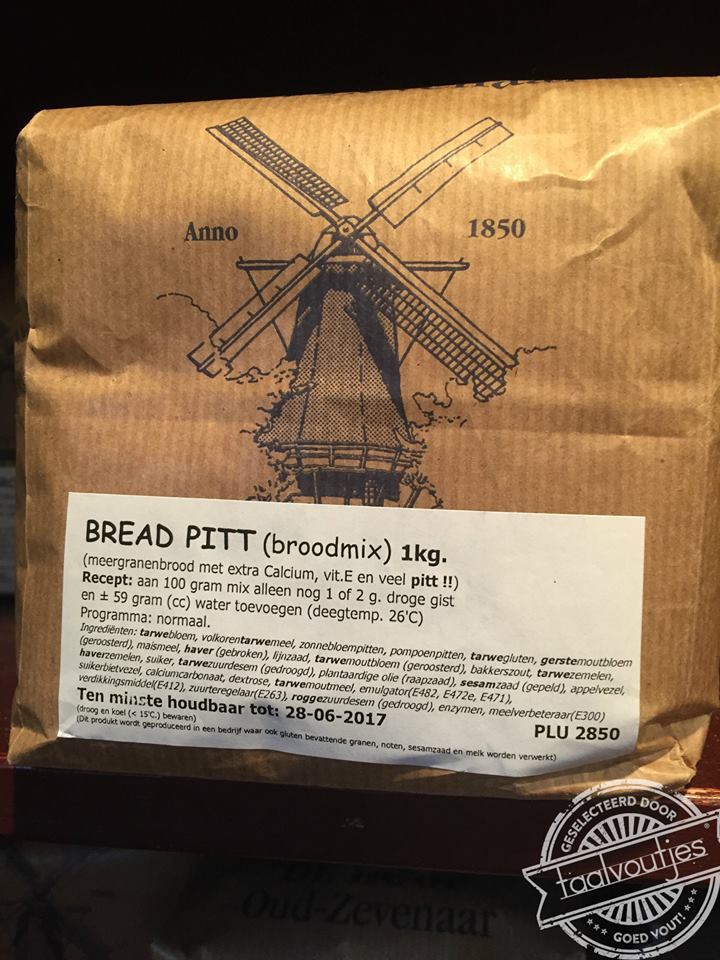 Anno 1850
BREAD PITT (broodmix) 1kg.
(meergranenbrood met extra Calcium, vit.E en veel pitt !!)
Recept: aan 100 gram mix alleen nog 1 of 2 g. droge gist
en ± 59 gram (cc) water toevoegen (deegtemp. 26'C)
Programma: normaal.
Ingrediënten: tarwebloem, volkorentarwemeel, zonnebloempitten, pompoenpitten, tarwegluten, gerstemoutbloem
(geroosterd), maismeel, haver (gebroken), lijnzaad, tarwemoutbloem (geroosterd), bakkerszout, tarwezemelen,
haverzemelen, suiker, tarwezuurdesem (gedroogd), plantaardige olie (raapzaad), sesamzaad (gepeld), appelvezel,
suikerbietvezel, calciumcarbonaat, dextrose, tarwemoutmeel, emulgator(E482, E472e, E471),
verdikkingsmiddel(E412), zuurteregelaar(E263), roggezuurdesem (gedroogd), enzymen, meelverbeteraar(E300)
Ten minste houdbaar tot: 28-06-2017
(droog en koel (< 15°C.) bewaren)
PLU 2850
(Dit produkt wordt geproduceerd in een bedrijf waar ook gluten bevattende granen, noten, sesamzaad en melk worden verwerkt)
Oud-Zevenaar
GESELECTEERD DOOR
taalvoutjes®
GOED VOUT!